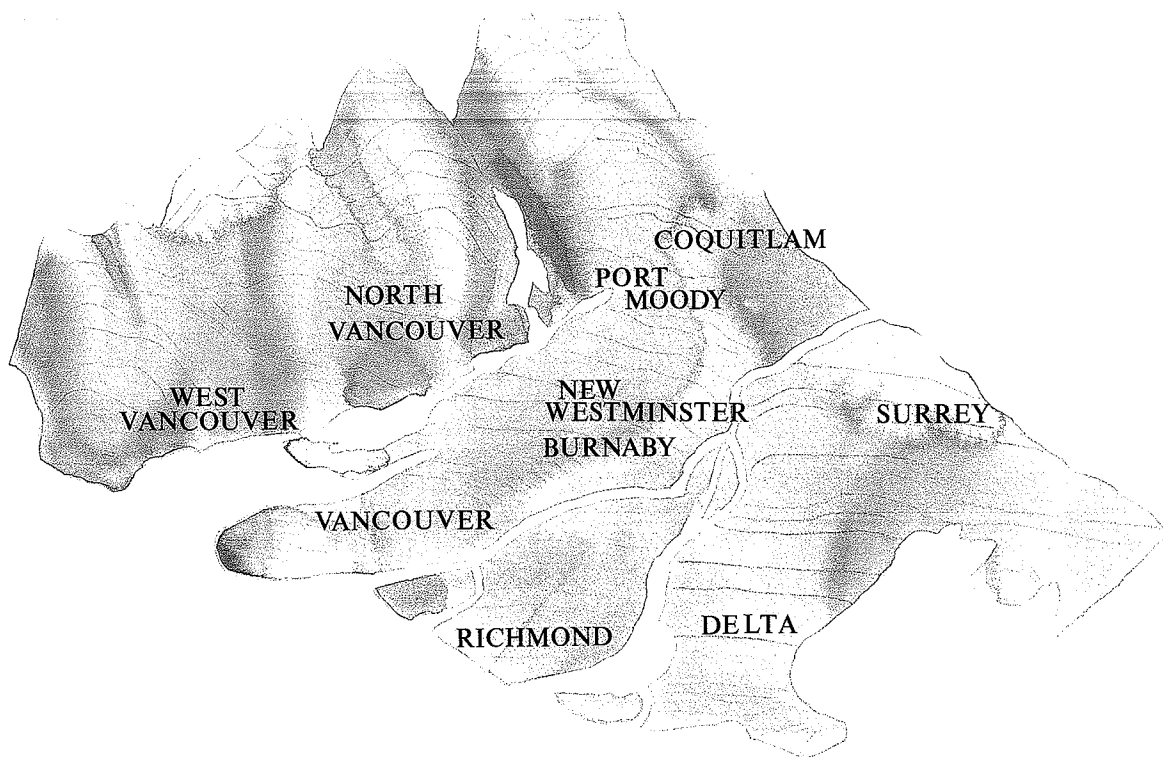 COQUITLAM
PORT
MOODY
NORTH
VANCOUVER
WEST
VANCOUVER
NEW
WESTMINSTER
SURREY
BURNABY
VANCOUVER
RICHMOND
DELTA